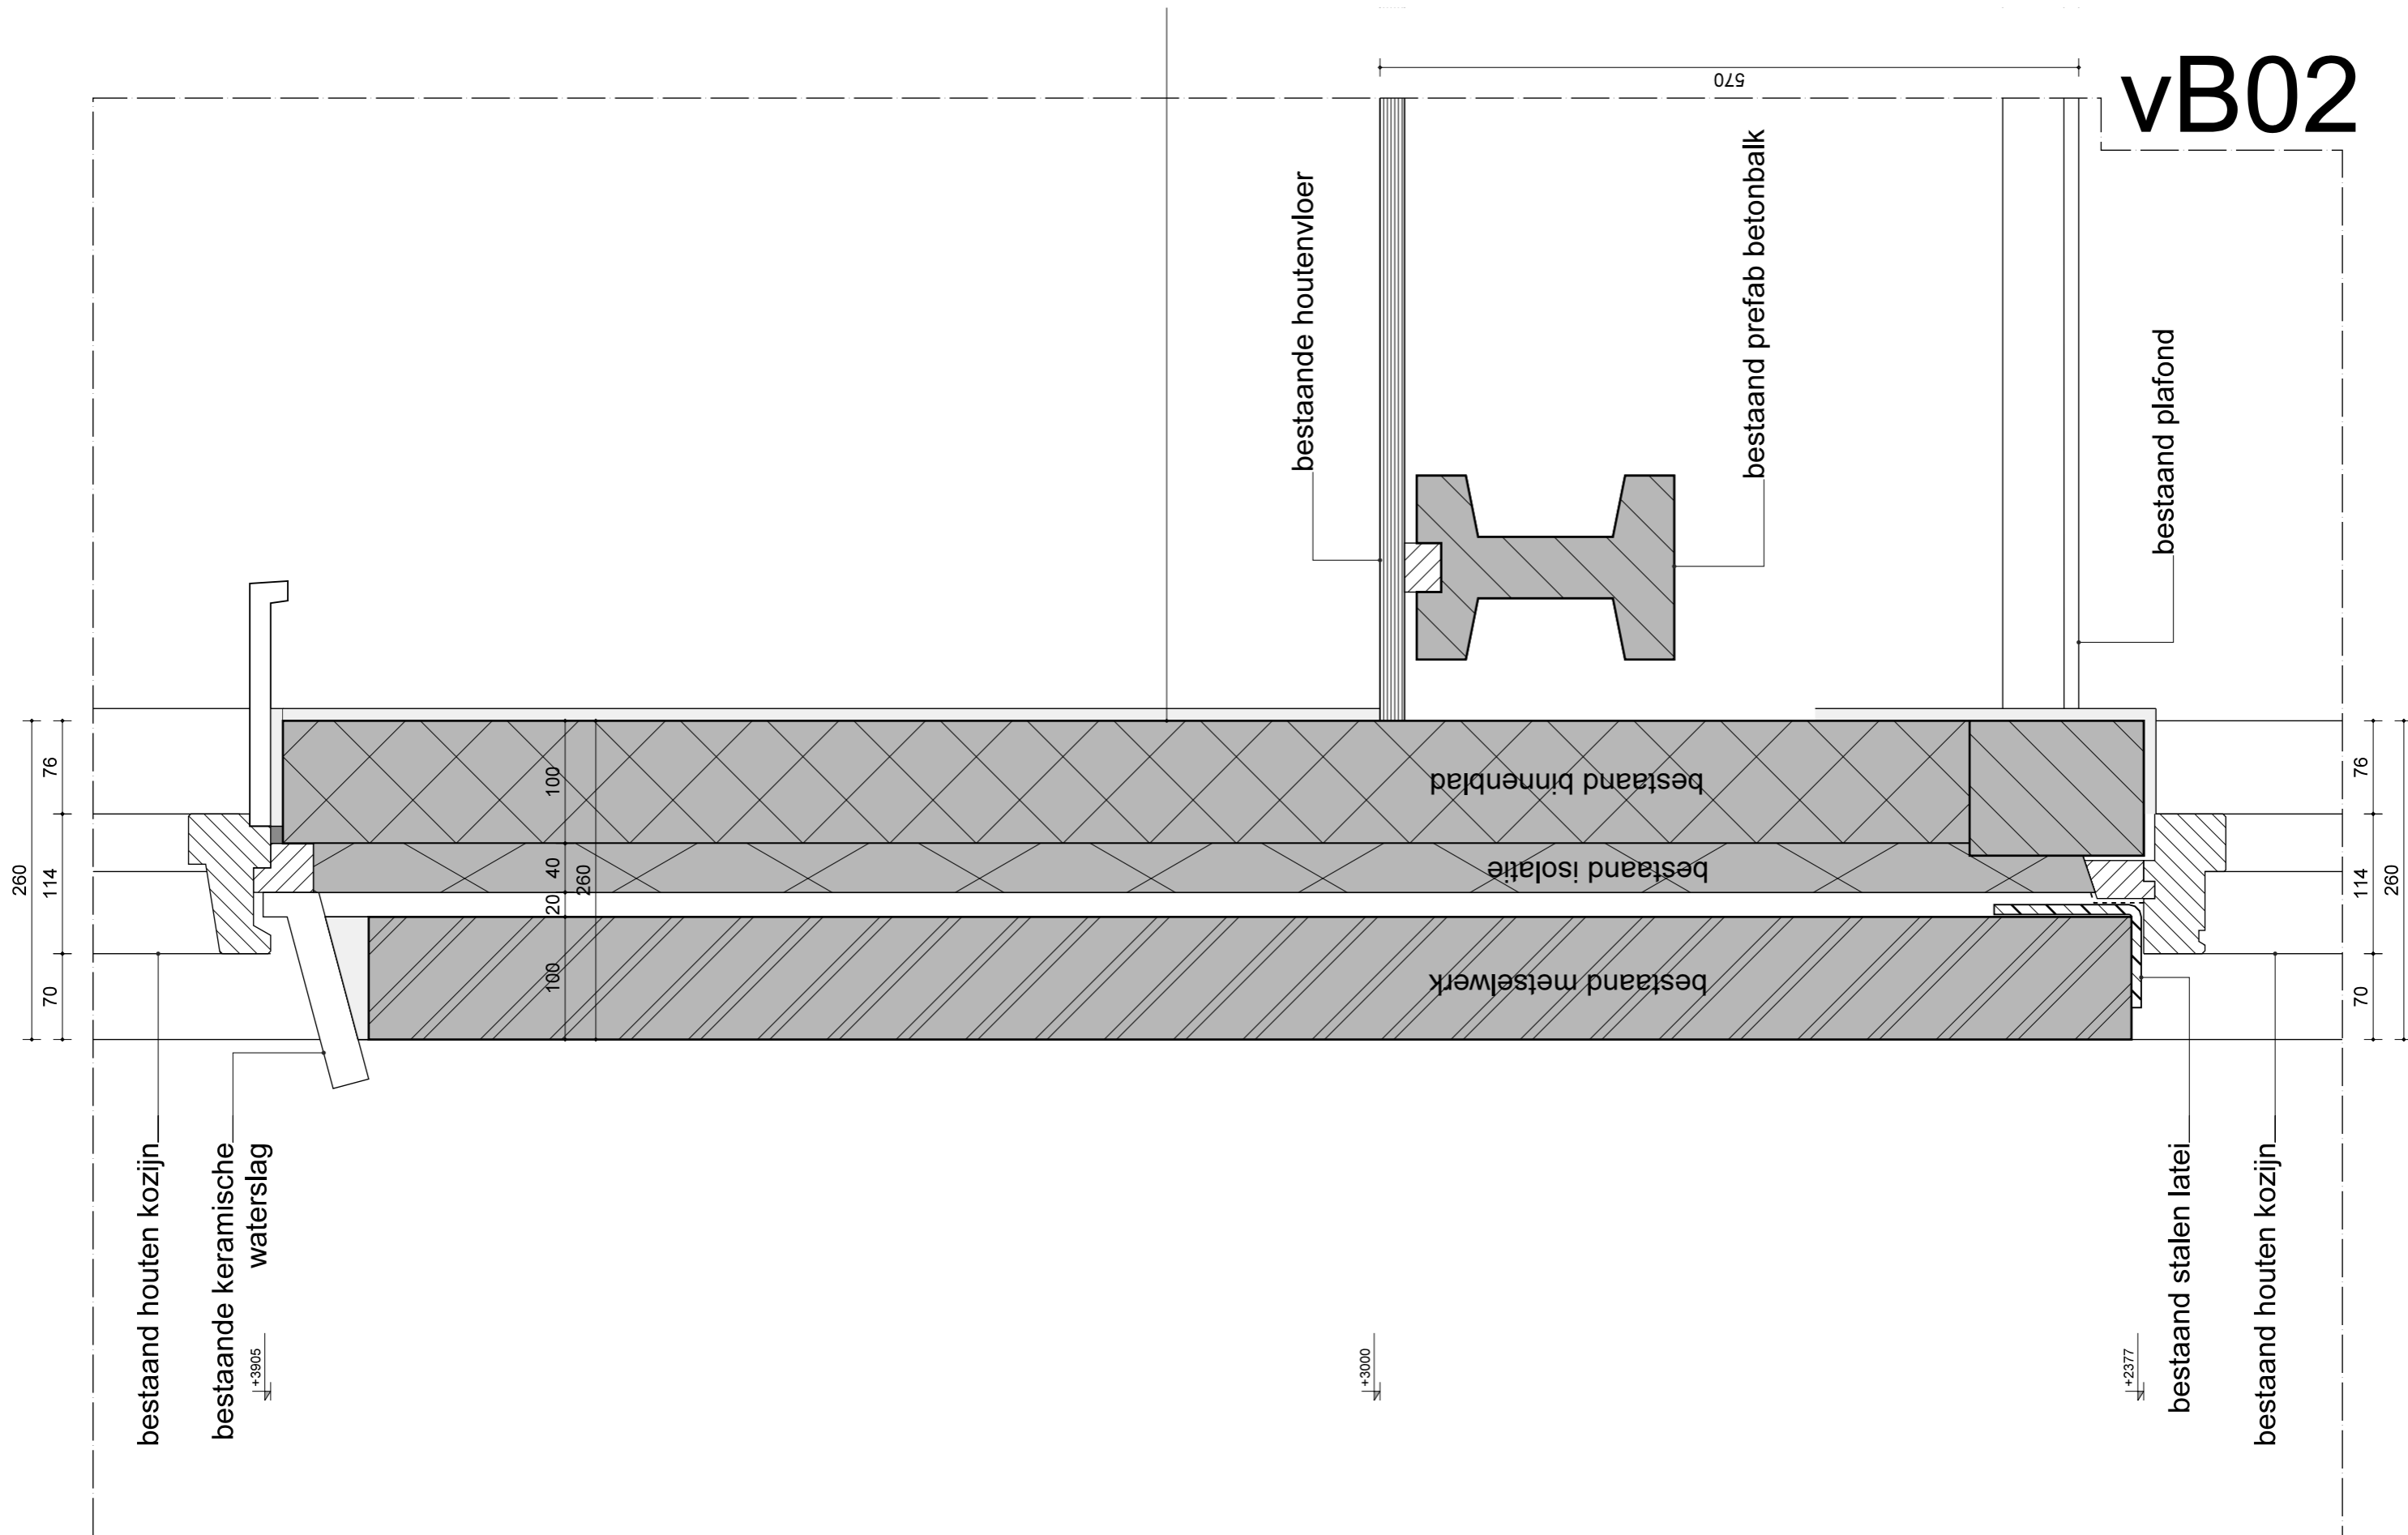 vB02
570
bestaande houtenvloer
bestaand prefab betonbalk
bestaand plafond
260
76
114
70
100
40
20
100
260
bestaand binnenblad
bestaand isolatie
bestaand metselwerk
76
114
70
260
bestaand houten kozijn
bestaande keramische
waterslag
bestaand stalen latei
bestaand houten kozijn
+3905
+3000
+2377